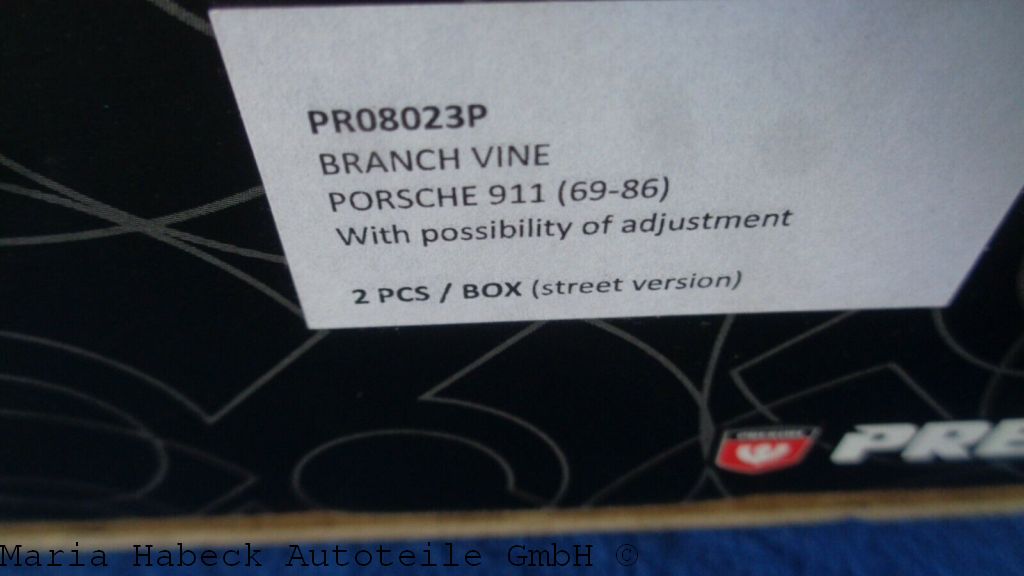 PR08023P
BRANCH VINE
PORSCHE 911 (69-86)
With possibility of adjustment
2 PCS / BOX (street version)
PRE
Maria Habeck Autoteile GmbH ©